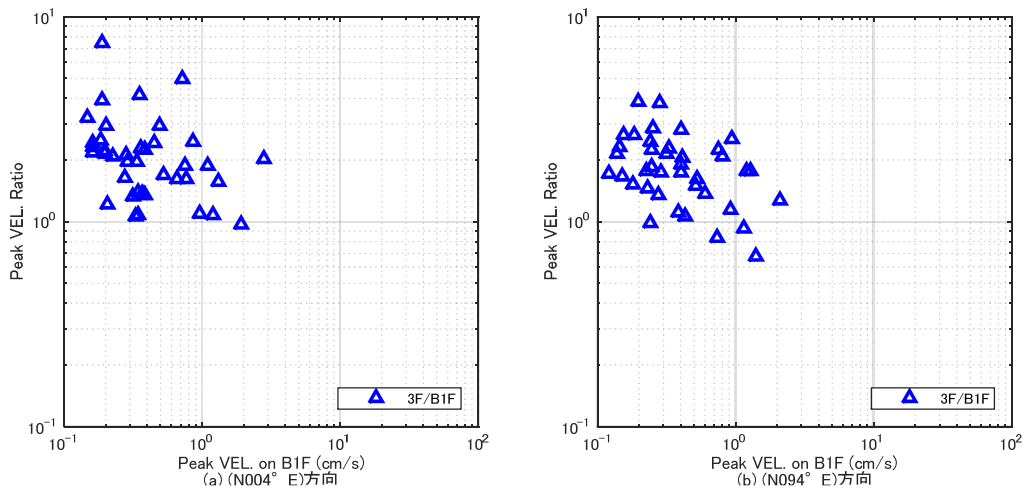 10^1
10^0
10^-1
Peak VEL. Ratio
3F/B1F
10^-1 10^0 10^1 10^2
Peak VEL. on B1F (cm/s)
(a) (N004° E)方向
10^1
10^0
10^-1
Peak VEL. Ratio
3F/B1F
10^-1 10^0 10^1 10^2
Peak VEL. on B1F (cm/s)
(b) (N094° E)方向